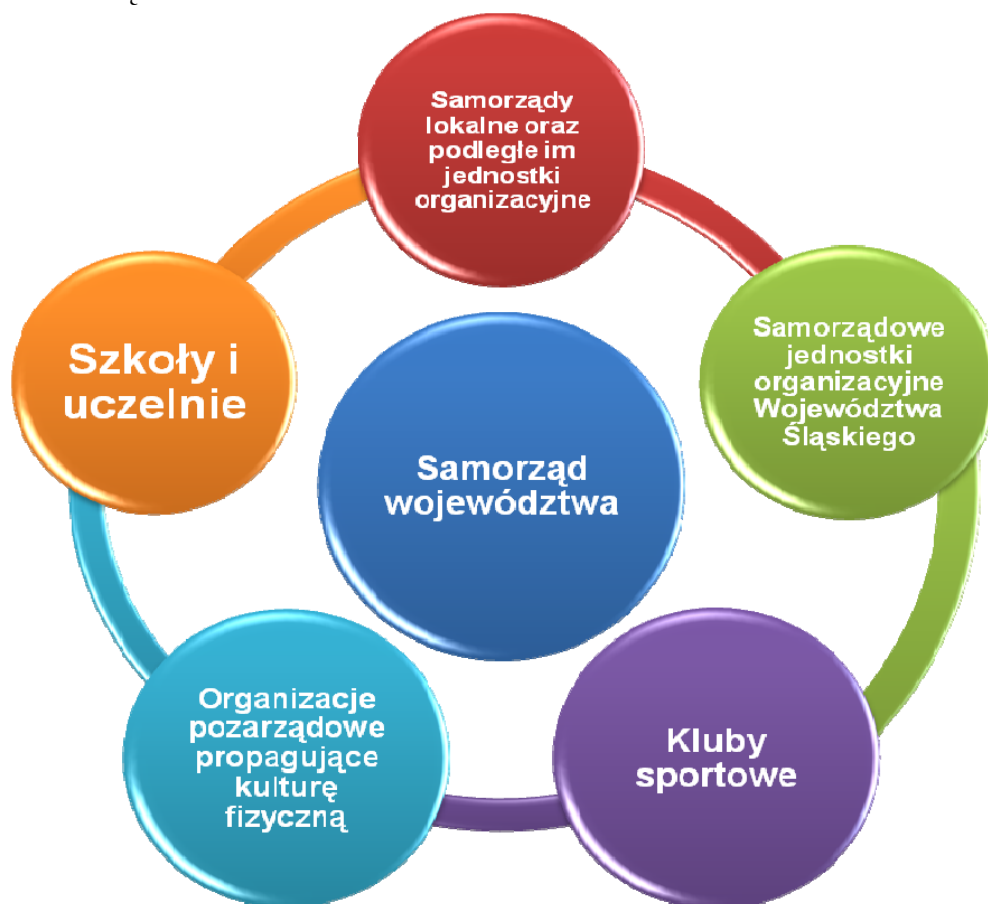 Samorządy
lokalne oraz
podległe im
jednostki
organizacyjne
Samorządowe
jednostki
organizacyjne
Województwa
Śląskiego
Szkoły i
uczelnie
Samorząd
województwa
Organizacje
pozarządowe
propagujące
kulturę
fizyczną
Kluby
sportowe